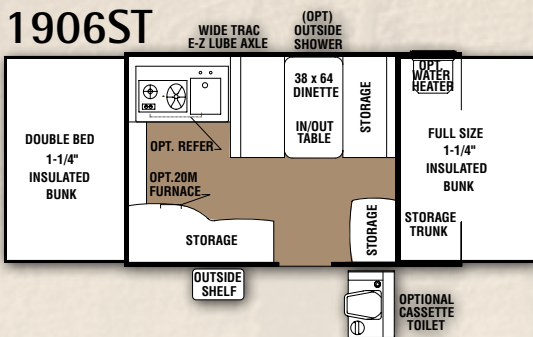 1906ST
WIDE TRAC
E-Z LUBE AXLE
(OPT)
OUTSIDE
SHOWER
OPT.
WATER
HEATER
38 x 64
DINETTE
IN/OUT
TABLE
STORAGE
DOUBLE BED
1-1/4"
INSULATED
BUNK
OPT. REFER
OPT.20M
FURNACE
FULL SIZE
1-1/4"
INSULATED
BUNK
STORAGE
TRUNK
STORAGE
STORAGE
OUTSIDE
SHELF
OPTIONAL
CASSETTE
TOILET